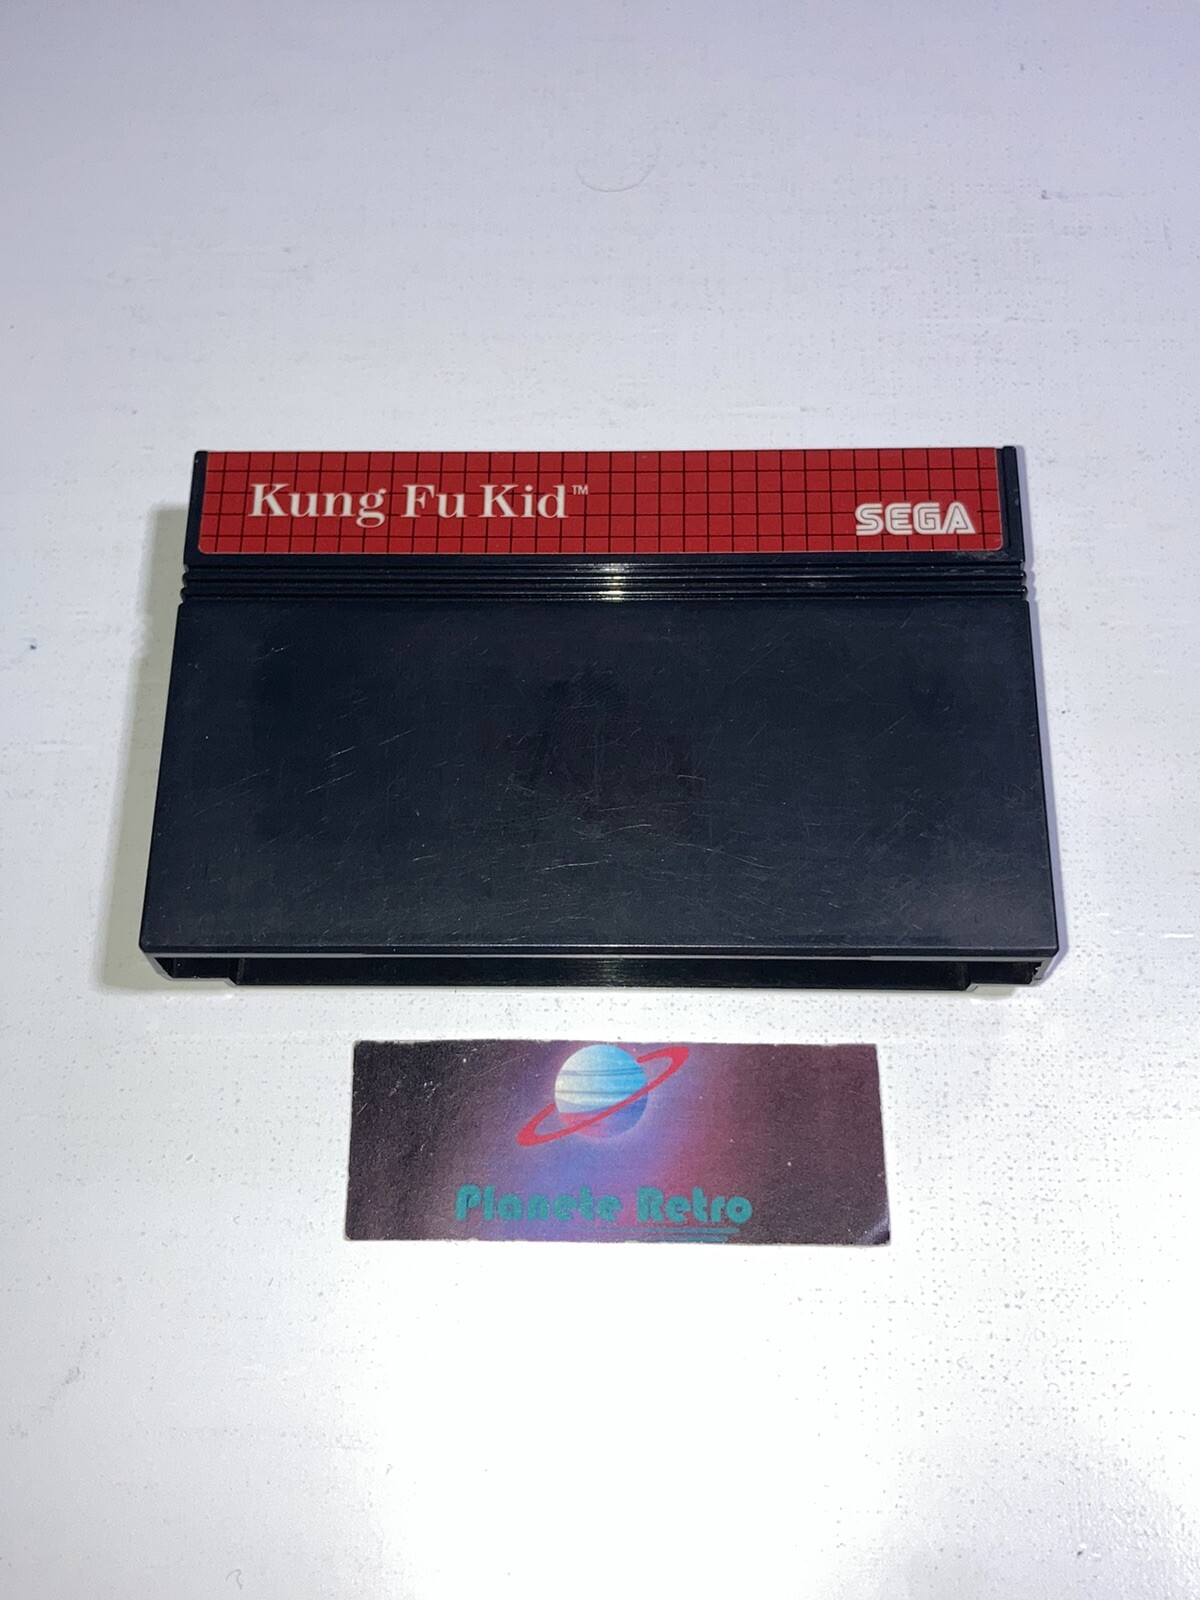 Kung Fu Kid™
SEGA
Planete Retro